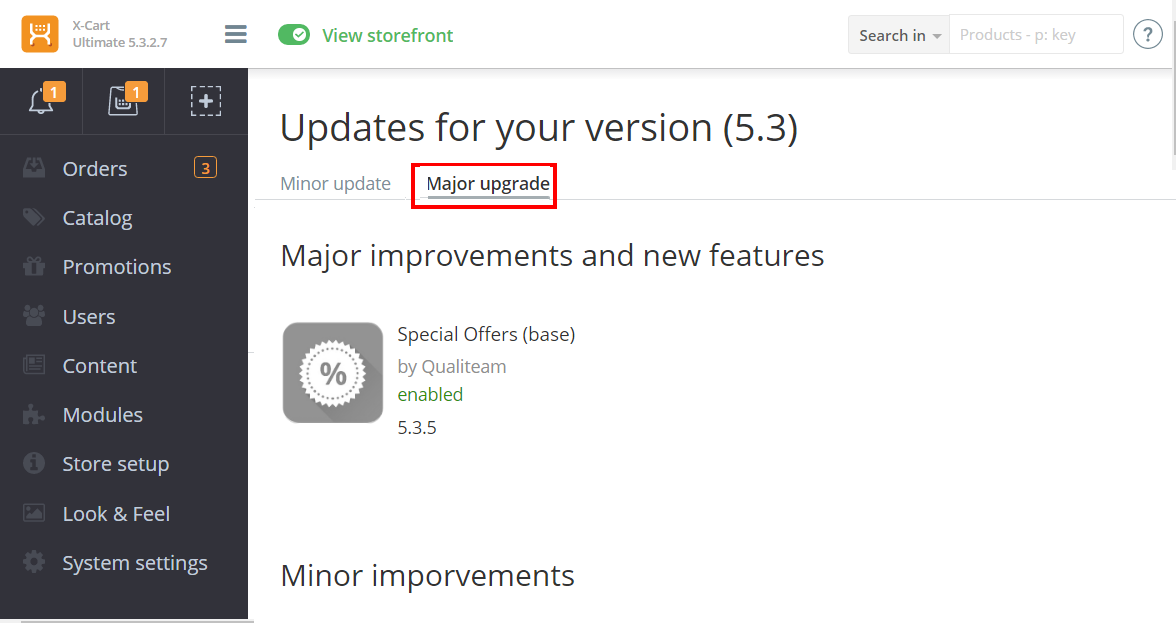 X-Cart
Ultimate 5.3.2.7
View storefront
Search in
Products - p: key
?
1
1
Orders
3
Catalog
Promotions
Users
Content
Modules
Store setup
Look & Feel
System settings
Updates for your version (5.3)
Minor update
Major upgrade
Major improvements and new features
%
Special Offers (base)
by Qualiteam
enabled
5.3.5
Minor imporvements